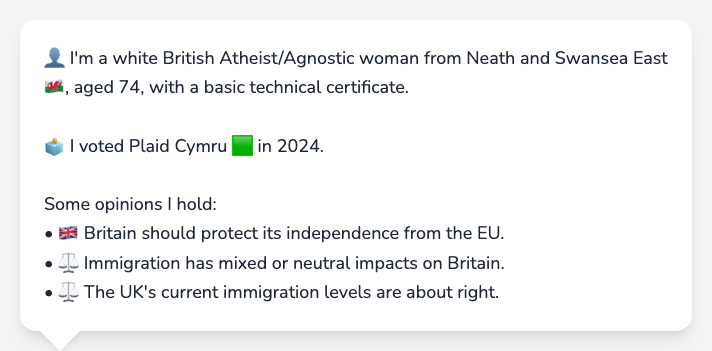 👤 I'm a white British Atheist/Agnostic woman from Neath and Swansea East
🏴󠁧󠁢󠁷󠁬󠁳󠁿, aged 74, with a basic technical certificate.
🗳️ I voted Plaid Cymru 🟩 in 2024.
Some opinions I hold:
• 🇬🇧 Britain should protect its independence from the EU.
• ⚖️ Immigration has mixed or neutral impacts on Britain.
• ⚖️ The UK's current immigration levels are about right.